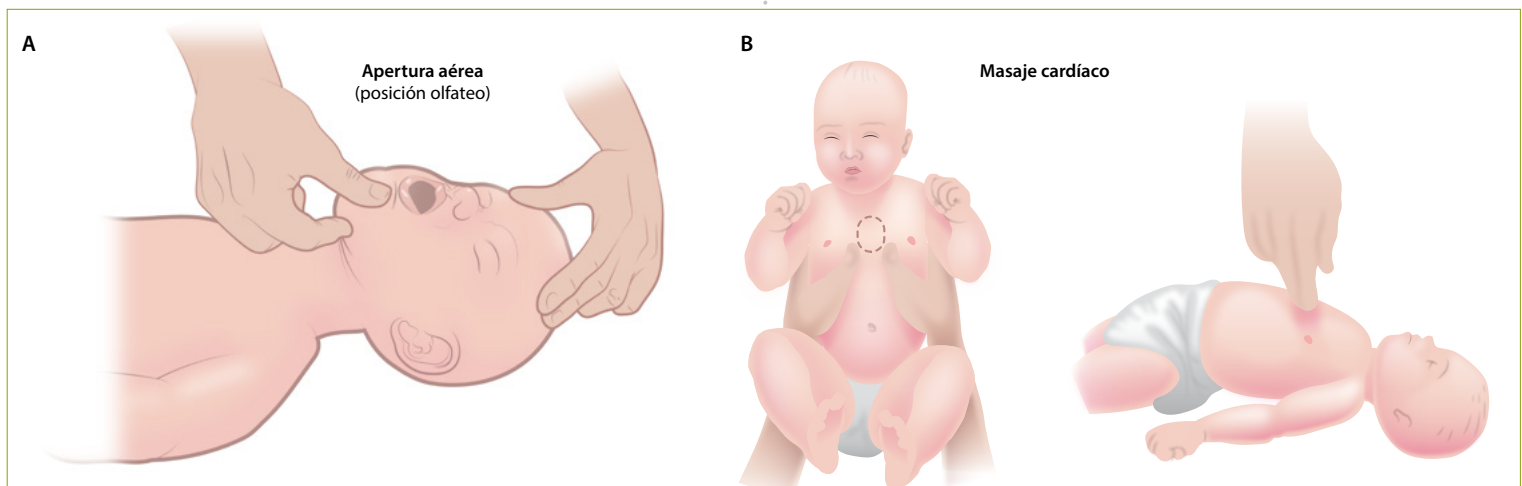 A
Apertura aérea
(posición olfateo)
B
Masaje cardíaco